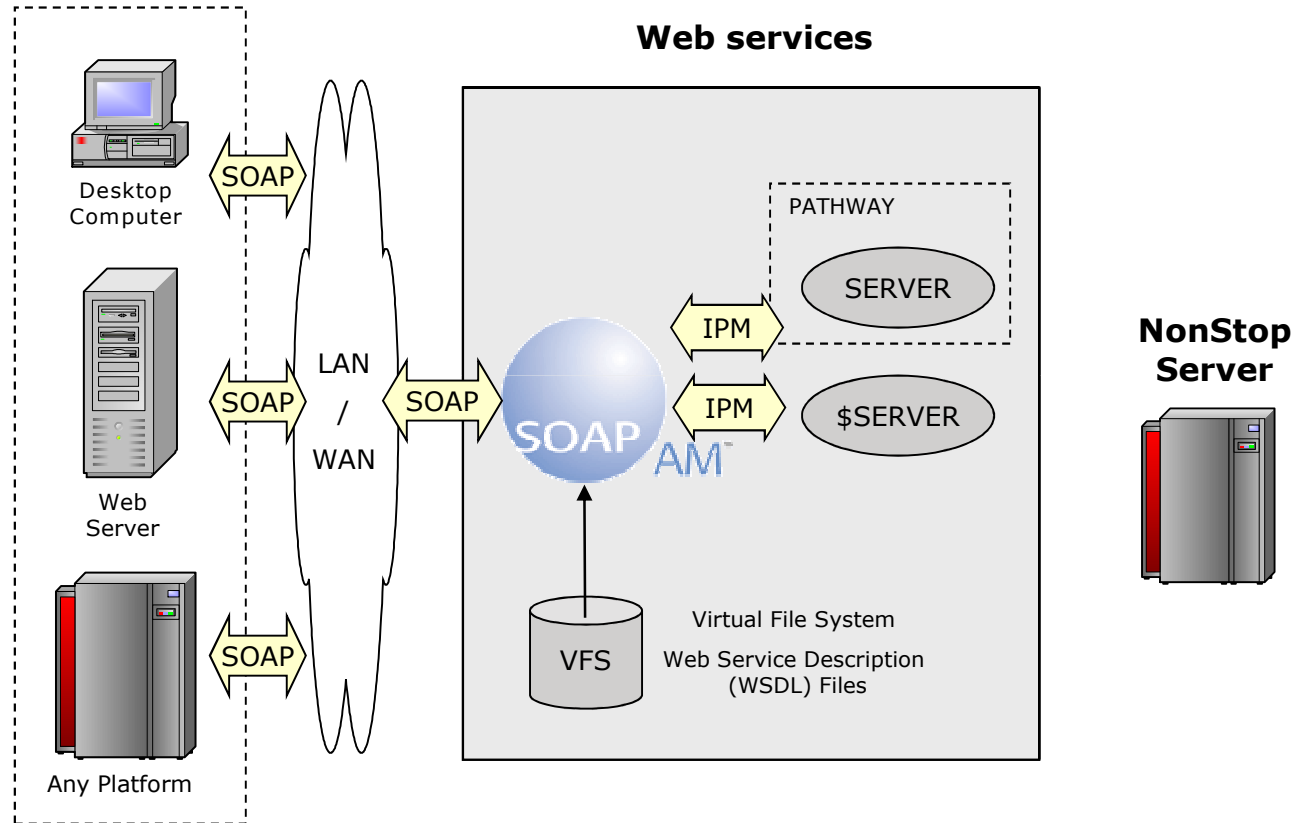 Web services
Desktop
Computer
SOAP
Web
Server
SOAP
Any Platform
SOAP
LAN
/
WAN
SOAP
SOAP
AM™
PATHWAY
SERVER
IPM
IPM
$SERVER
VFS
Virtual File System
Web Service Description
(WSDL) Files
NonStop
Server